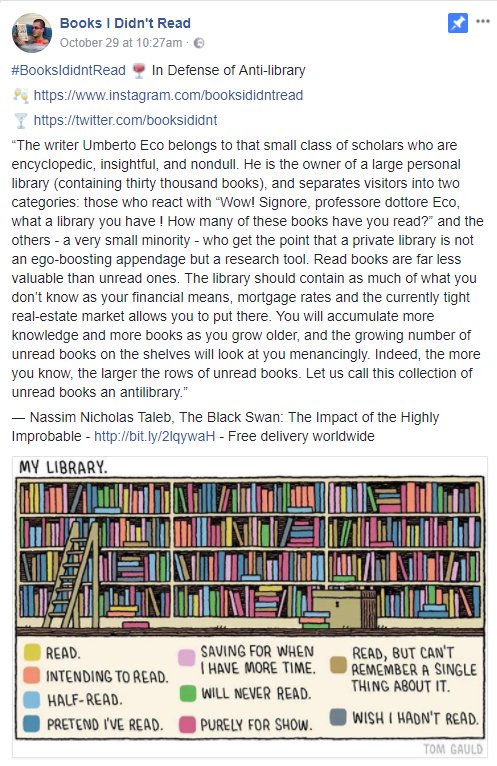 Books I Didn't Read
October 29 at 10:27am ·
#BooksIdidntRead 🍷 In Defense of Anti-library
🥂 https://www.instagram.com/booksididntread
🍸 https://twitter.com/booksididnt
“The writer Umberto Eco belongs to that small class of scholars who are
encyclopedic, insightful, and nondull. He is the owner of a large personal
library (containing thirty thousand books), and separates visitors into two
categories: those who react with “Wow! Signore, professore dottore Eco,
what a library you have ! How many of these books have you read?” and the
others - a very small minority - who get the point that a private library is not
an ego-boosting appendage but a research tool. Read books are far less
valuable than unread ones. The library should contain as much of what you
don’t know as your financial means, mortgage rates and the currently tight
real-estate market allows you to put there. You will accumulate more
knowledge and more books as you grow older, and the growing number of
unread books on the shelves will look at you menancingly. Indeed, the more
you know, the larger the rows of unread books. Let us call this collection of
unread books an antilibrary.”
— Nassim Nicholas Taleb, The Black Swan: The Impact of the Highly
Improbable - http://bit.ly/2lqywaH - Free delivery worldwide
MY LIBRARY.
READ.
INTENDING TO READ.
HALF-READ.
PRETEND I'VE READ.
SAVING FOR WHEN
I HAVE MORE TIME.
WILL NEVER READ.
PURELY FOR SHOW.
READ, BUT CAN'T
REMEMBER A SINGLE
THING ABOUT IT.
WISH I HADN'T READ.
TOM GAULD